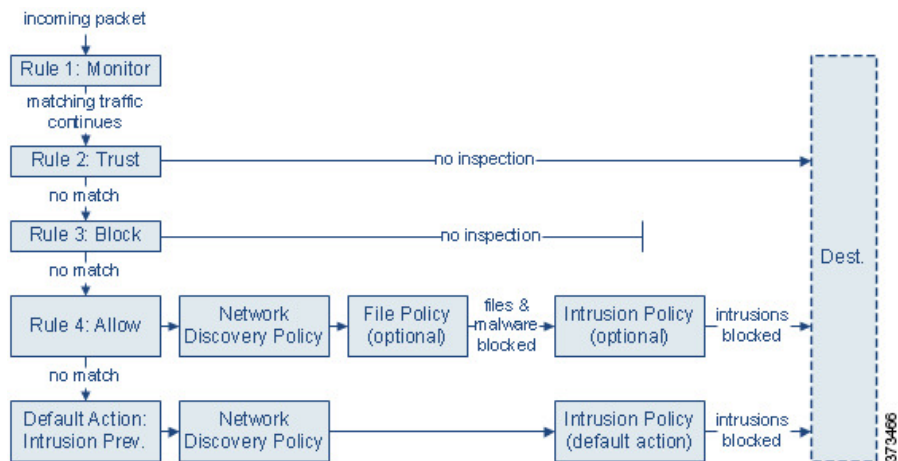 incoming packet
Rule 1: Monitor
matching traffic
continues
Rule 2: Trust
no inspection
no match
Rule 3: Block
no inspection
no match
Rule 4: Allow
Network
Discovery Policy
File Policy
(optional)
files &
malware
blocked
Intrusion Policy
(optional)
intrusions
blocked
no match
Default Action:
Intrusion Prev.
Network
Discovery Policy
Intrusion Policy
(default action)
intrusions
blocked
Dest.
373466